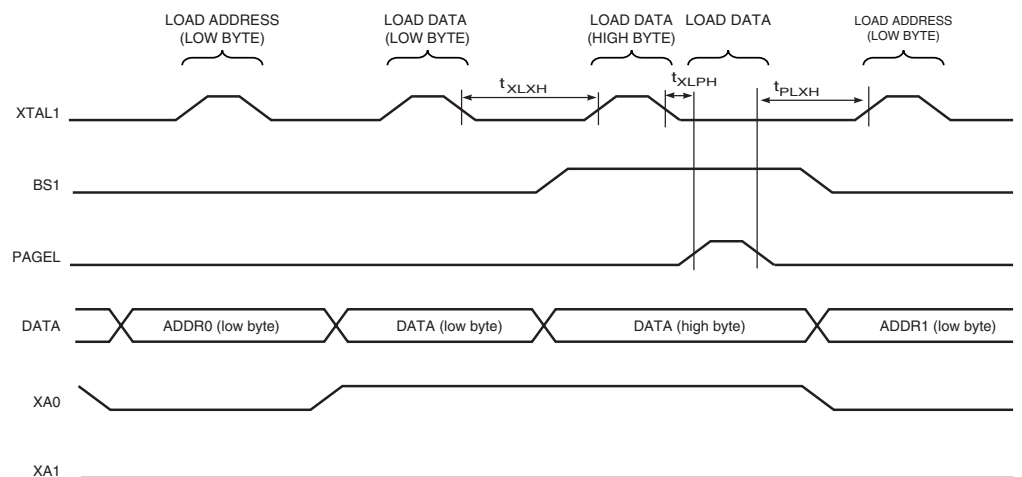 LOAD ADDRESS
(LOW BYTE)
LOAD DATA
(LOW BYTE)
LOAD DATA
(HIGH BYTE)
LOAD DATA
LOAD ADDRESS
(LOW BYTE)
tXLXH
tXLPH
tPLXH
XTAL1
BS1
PAGEL
DATA
ADDR0 (low byte)
DATA (low byte)
DATA (high byte)
ADDR1 (low byte)
XA0
XA1